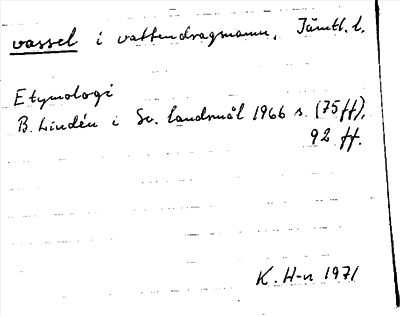 vassel i vattendragnamn, Jämtl. l.
Etymologi
B. Lindén i Sv. landsmål 1966 s. (75 ff),
92 ff.
K. H-n 1971